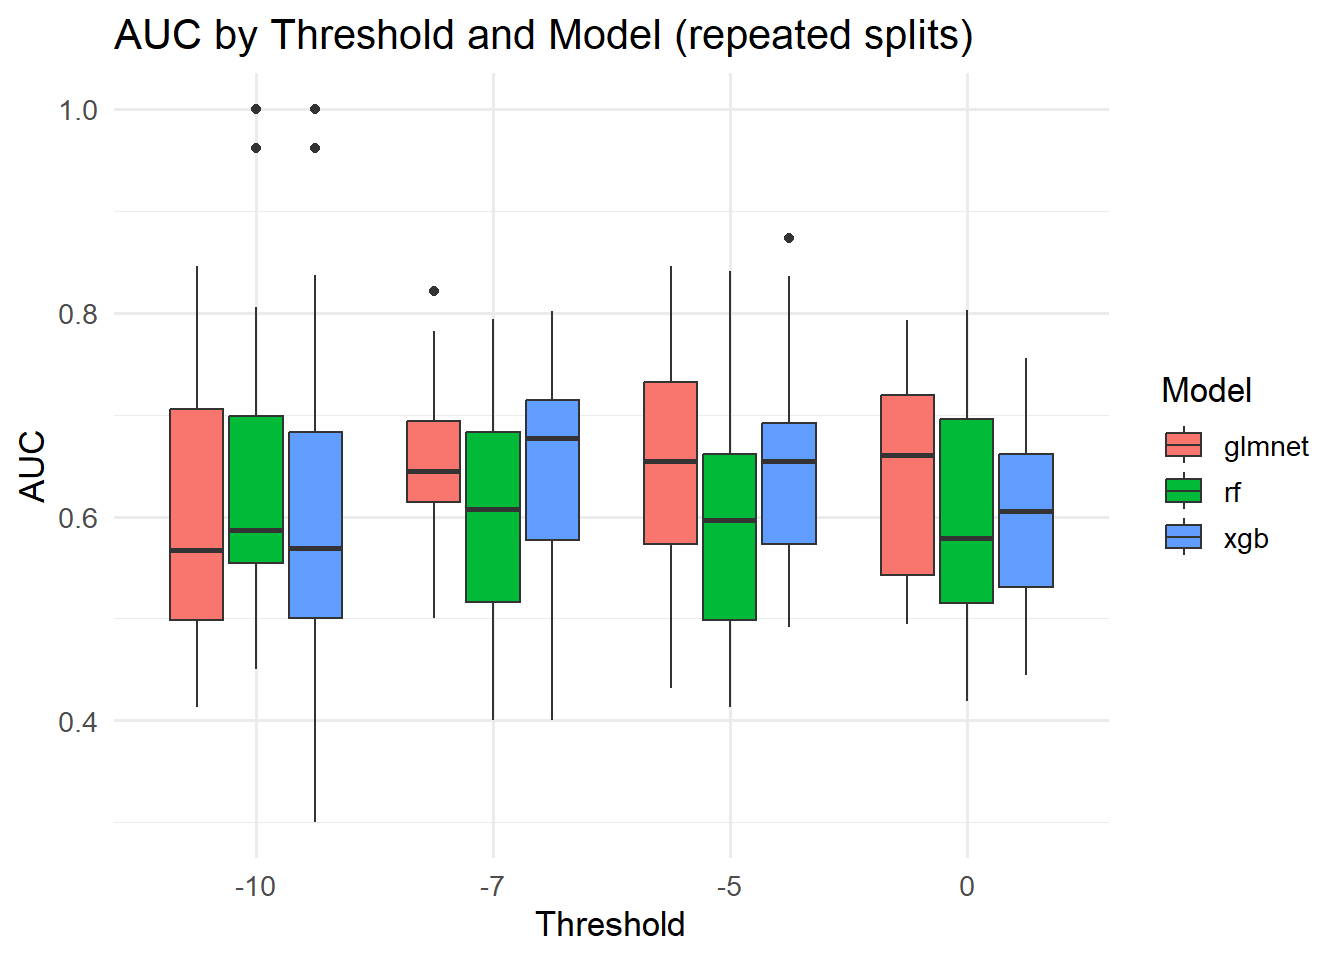 AUC by Threshold and Model (repeated splits)
1.0
0.8
0.6
0.4
AUC
-10
-7
-5
0
Threshold
Model
glmnet
rf
xgb